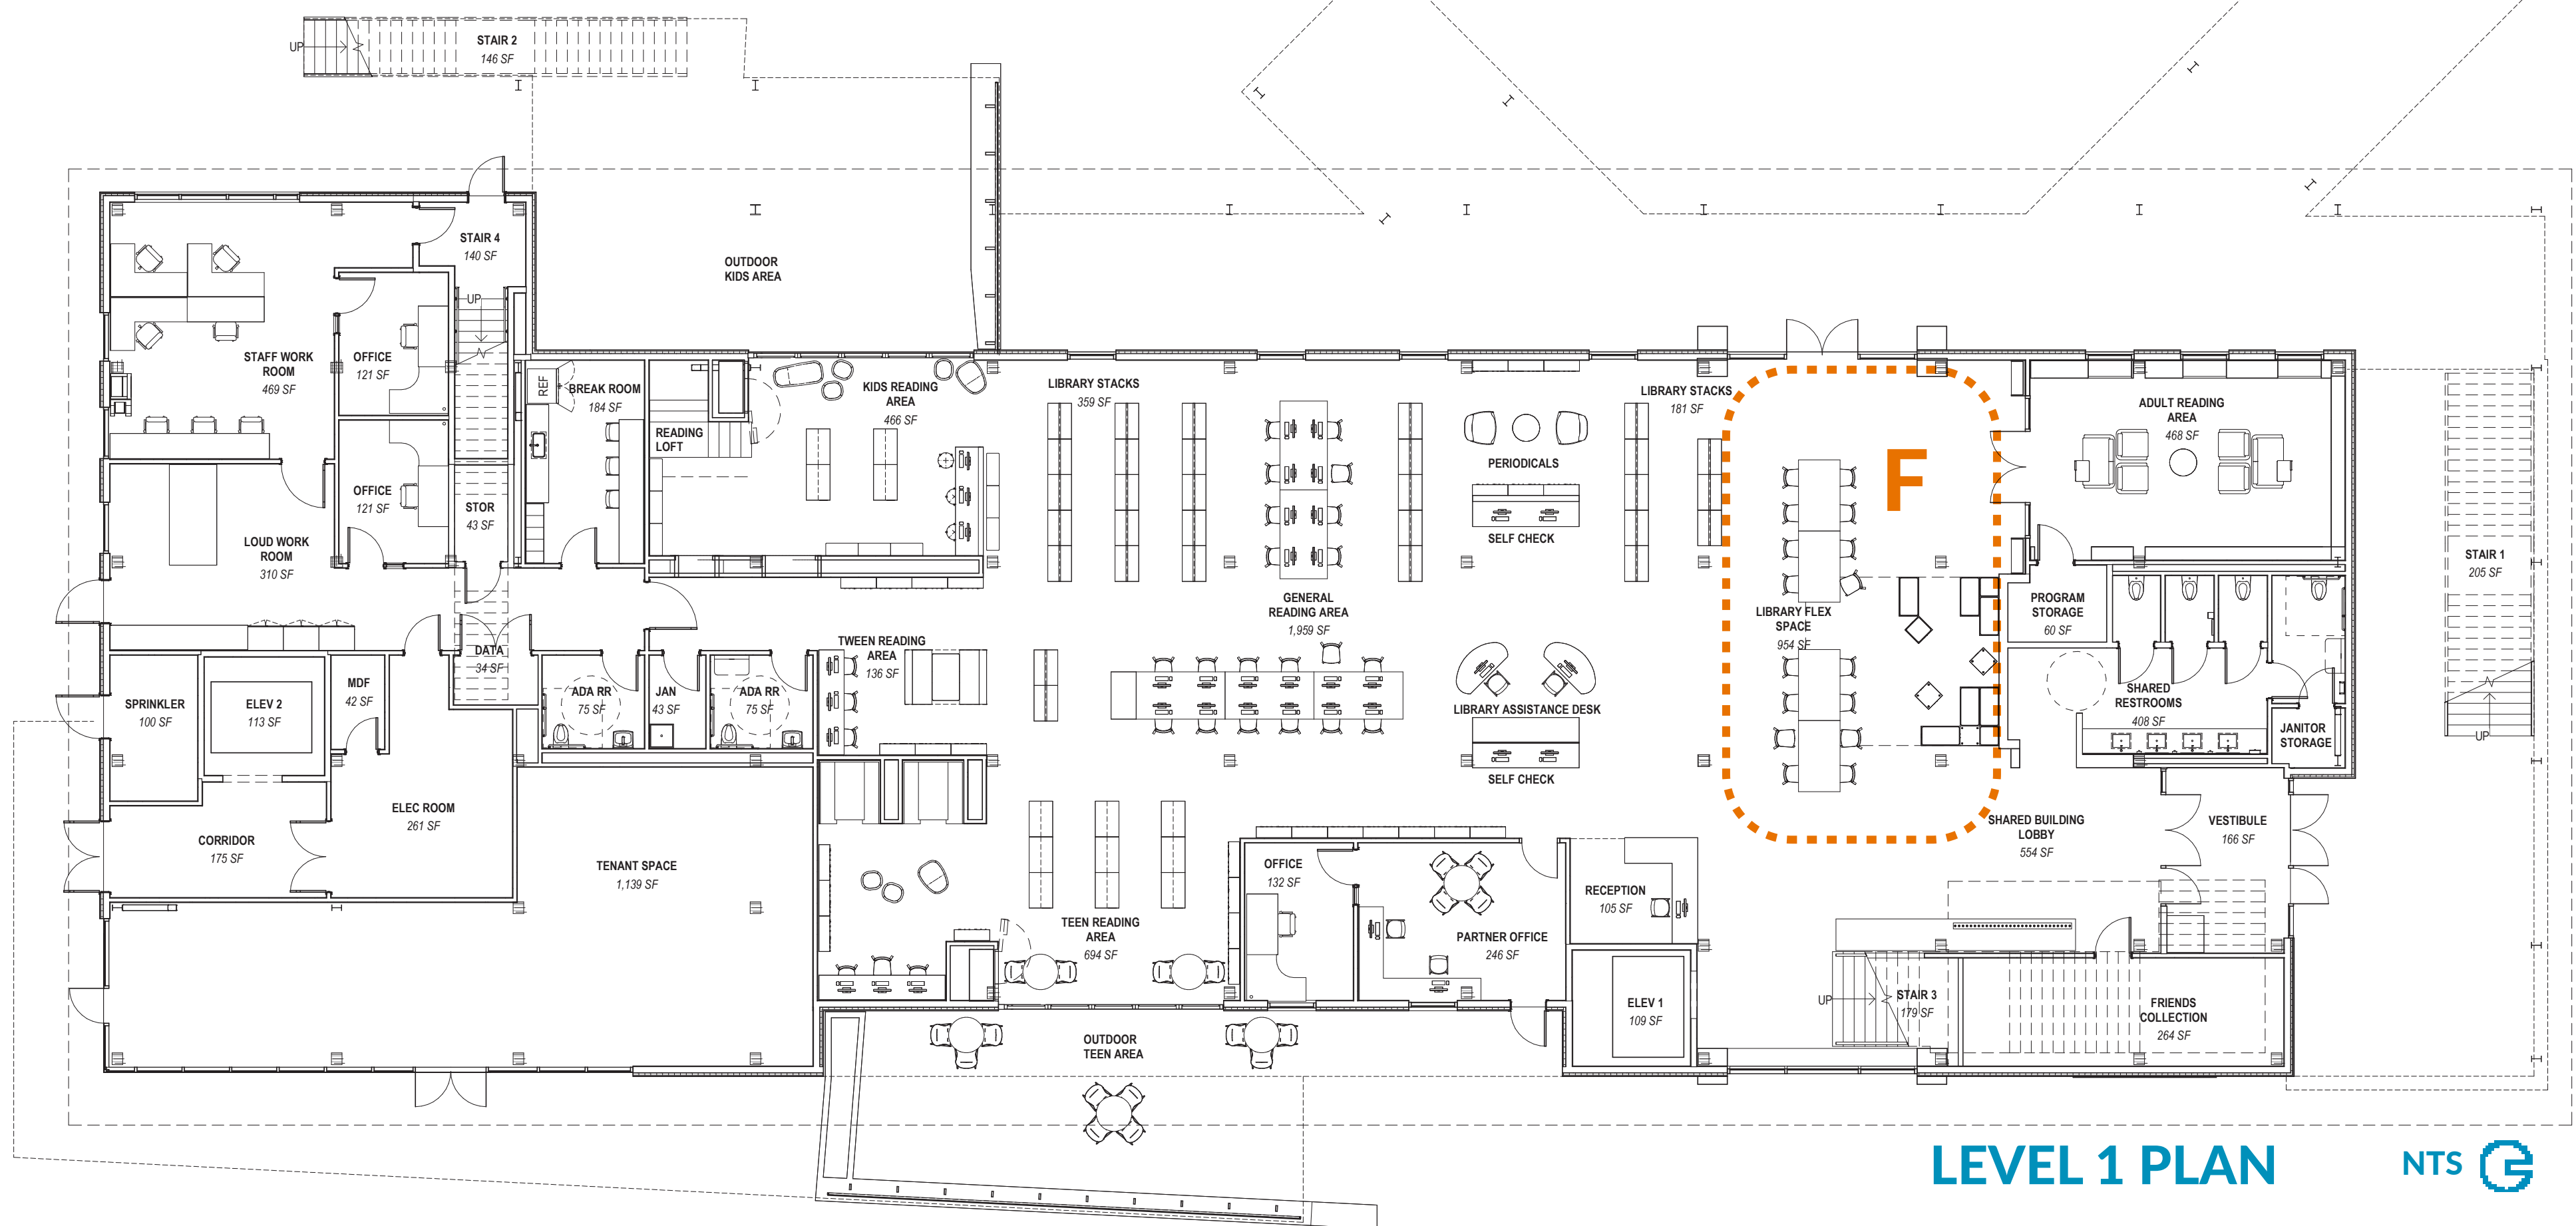 UP
STAIR 2
146 SF
STAIR 4
140 SF
OUTDOOR
KIDS AREA
UP
STAFF WORK
ROOM
469 SF
OFFICE
121 SF
REF
BREAK ROOM
184 SF
READING
LOFT
KIDS READING
AREA
466 SF
LIBRARY STACKS
359 SF
PERIODICALS
SELF CHECK
LIBRARY STACKS
181 SF
F
ADULT READING
AREA
468 SF
STAIR 1
205 SF
UP
OFFICE
121 SF
STOR
43 SF
LOUD WORK
ROOM
310 SF
GENERAL
READING AREA
1,959 SF
LIBRARY FLEX
SPACE
954 SF
PROGRAM
STORAGE
60 SF
TWEEN READING
AREA
136 SF
DATA
34 SF
SPRINKLER
100 SF
ELEV 2
113 SF
MDF
42 SF
ADA RR
75 SF
JAN
43 SF
ADA RR
75 SF
LIBRARY ASSISTANCE DESK
SELF CHECK
SHARED
RESTROOMS
408 SF
JANITOR
STORAGE
CORRIDOR
175 SF
ELEC ROOM
261 SF
TENANT SPACE
1,139 SF
TEEN READING
AREA
694 SF
OFFICE
132 SF
PARTNER OFFICE
246 SF
RECEPTION
105 SF
SHARED BUILDING
LOBBY
554 SF
VESTIBULE
166 SF
ELEV 1
109 SF
UP
STAIR 3
179 SF
FRIENDS
COLLECTION
264 SF
OUTDOOR
TEEN AREA
LEVEL 1 PLAN
NTS